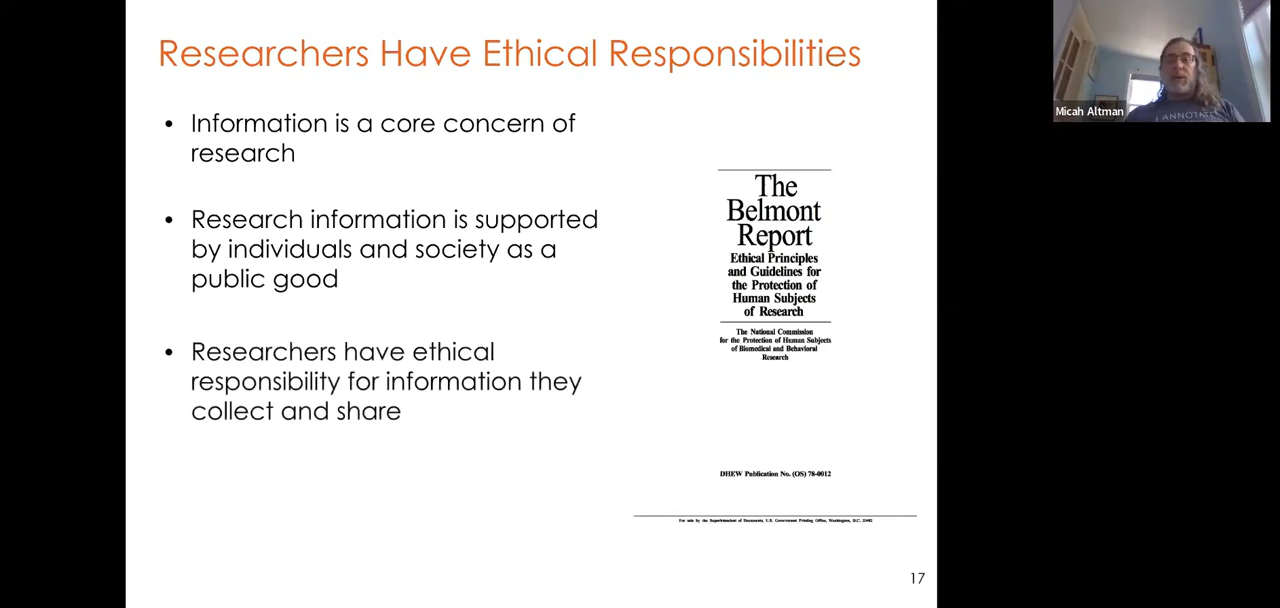 Researchers Have Ethical Responsibilities
• Information is a core concern of
research
• Research information is supported
by individuals and society as a
public good
• Researchers have ethical
responsibility for information they
collect and share
The
Belmont
Report
Ethical Principles
and Guidelines for
the Protection of
Human Subjects
of Research
The National Commission
for the Protection of Human Subjects
of Biomedical and Behavioral
Research
DHEW Publication No. (OS) 78-0012
For sale by the Superintendent of Documents, U.S. Government Printing Office, Washington, D.C. 20402
17
Micah Altman
I ANNOTATE